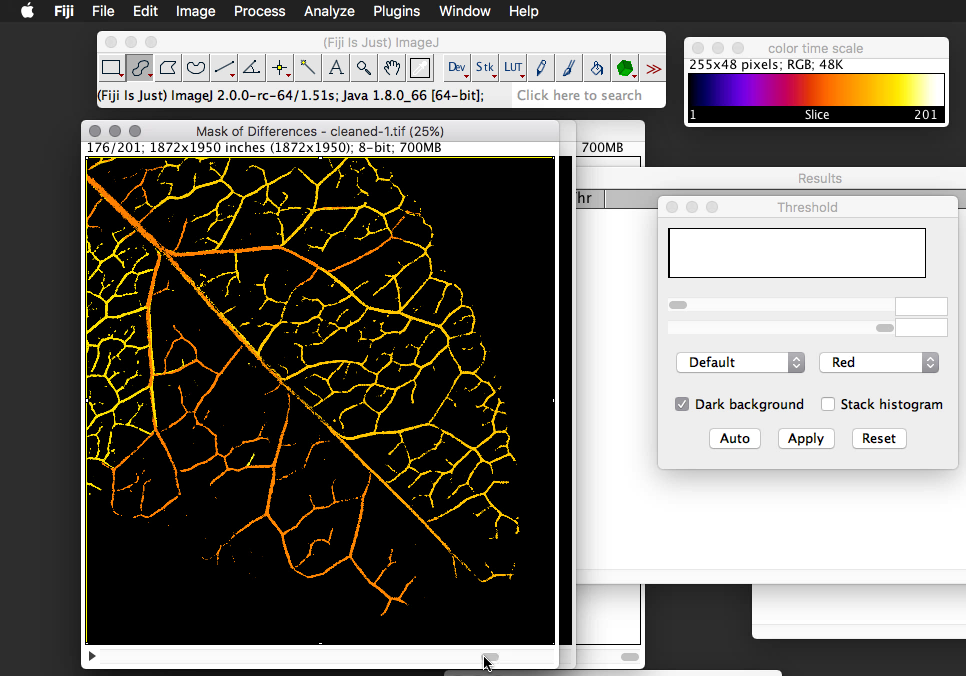 Fiji File Edit Image Process Analyze Plugins Window Help
(Fiji Is Just) ImageJ
Dev Stk LUT
(Fiji Is Just) ImageJ 2.0.0-rc-64/1.51s; Java 1.8.0_66 [64-bit];
Click here to search
color time scale
255x48 pixels; RGB; 48K
1 Slice 201
Mask of Differences - cleaned-1.tif (25%)
176/201; 1872x1950 inches (1872x1950); 8-bit; 700MB
700MB
Results
Threshold
Default
Red
Dark background
Stack histogram
Auto
Apply
Reset